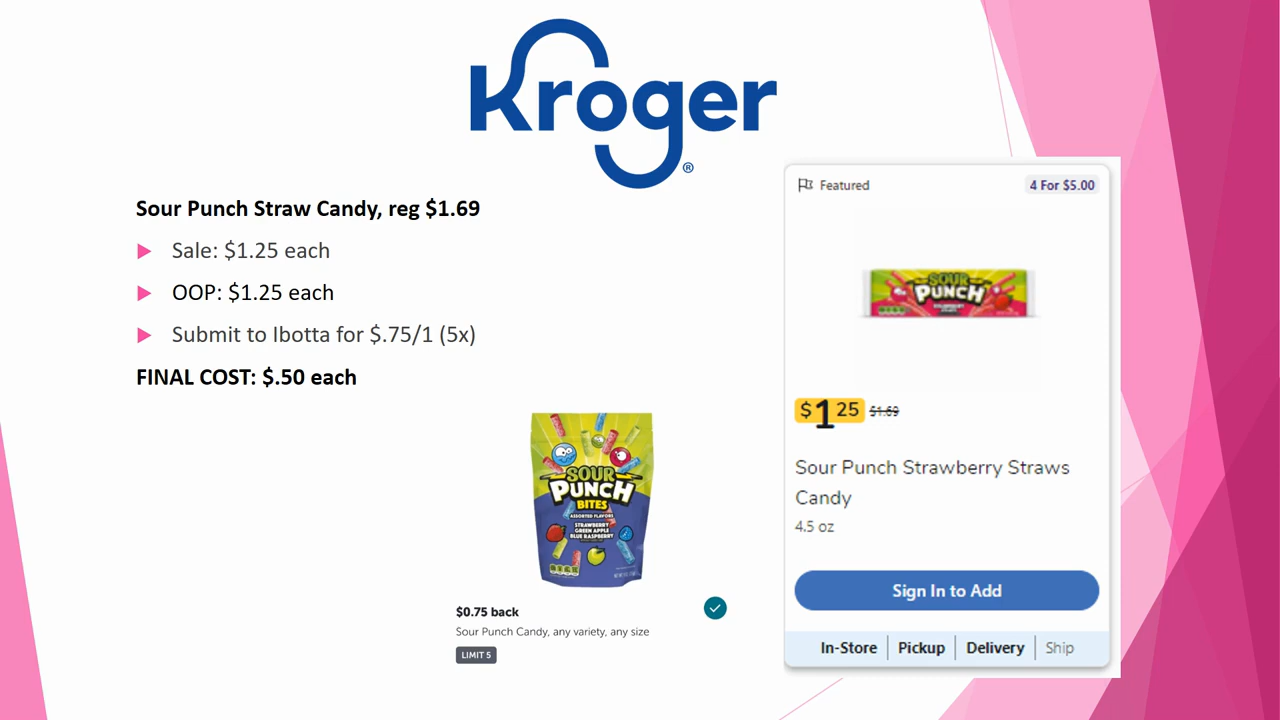 Kroger®
Sour Punch Straw Candy, reg $1.69
Sale: $1.25 each
OOP: $1.25 each
Submit to Ibotta for $.75/1 (5x)
FINAL COST: $.50 each
SOUR
PUNCH
BITES
ASSORTED FLAVORS
STRAWBERRY
GREEN APPLE
BLUE RASPBERRY
$0.75 back
Sour Punch Candy, any variety, any size
LIMIT 5
Featured
4 For $5.00
SOUR
PUNCH
$1 25 $1.69
Sour Punch Strawberry Straws
Candy
4.5 oz
Sign In to Add
In-Store Pickup Delivery Ship